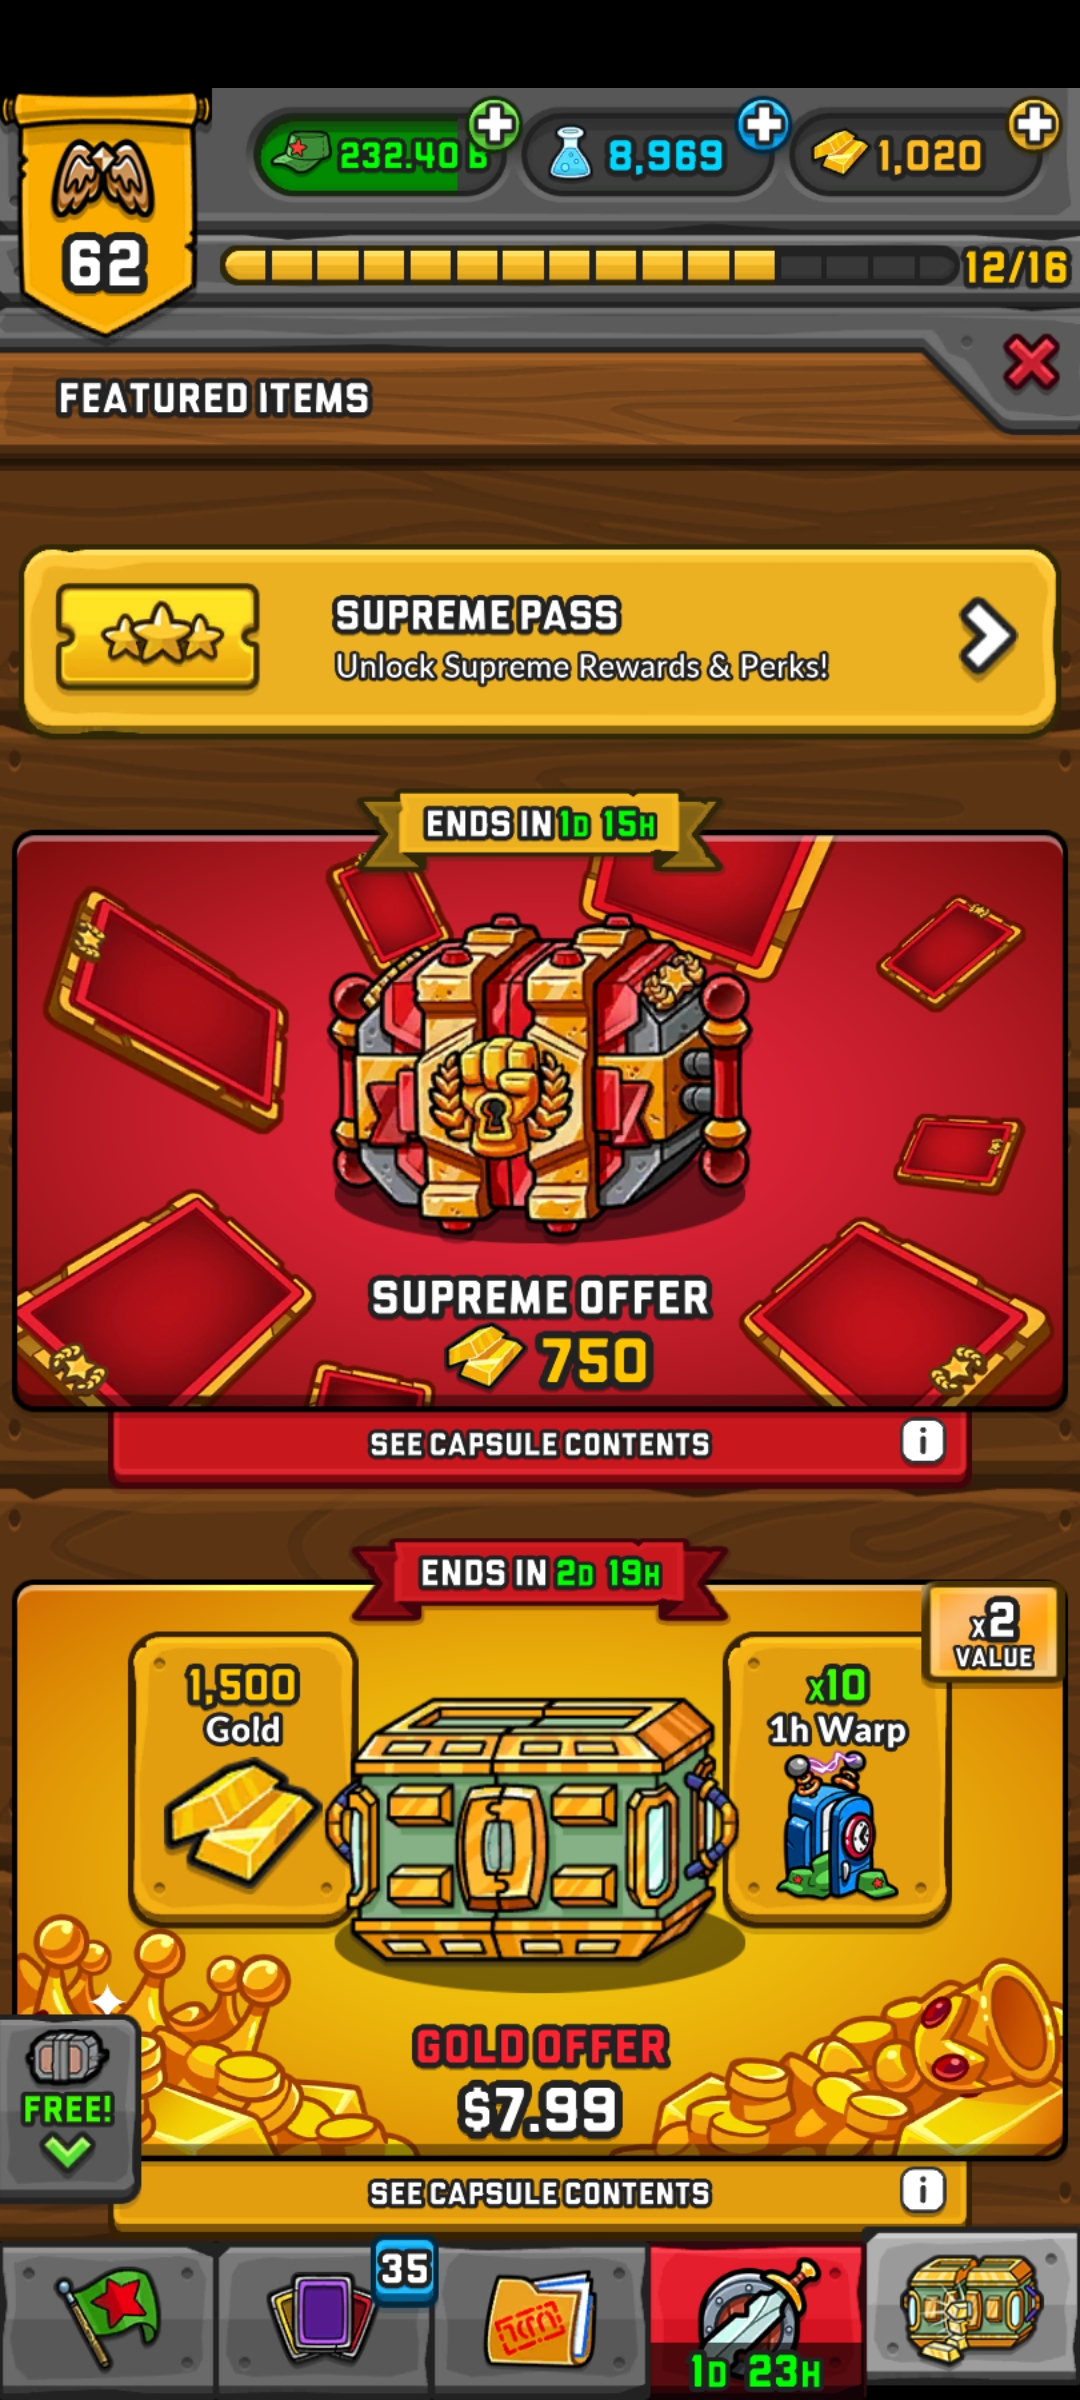 232.40 B
8,969
1,020
62
12/16
FEATURED ITEMS
SUPREME PASS
Unlock Supreme Rewards & Perks!
ENDS IN 1D 15H
SUPREME OFFER
750
SEE CAPSULE CONTENTS
i
ENDS IN 2D 19H
x2
VALUE
1,500
Gold
x10
1h Warp
GOLD OFFER
$7.99
FREE!
SEE CAPSULE CONTENTS
i
35
1D 23H